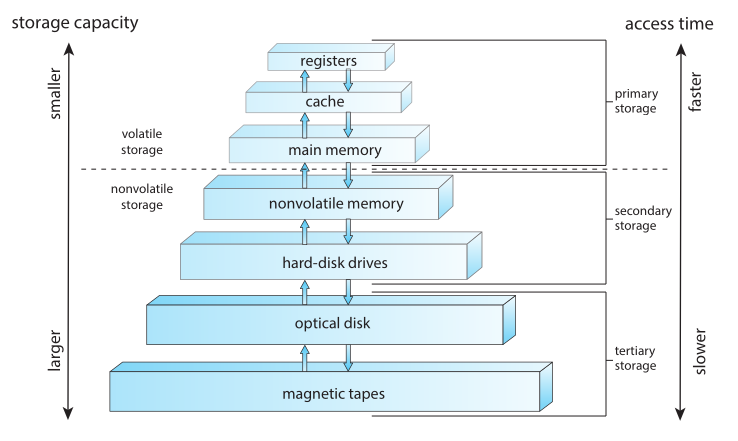 storage capacity
access time
smaller
faster
registers
cache
primary
storage
volatile
storage
main memory
nonvolatile
storage
nonvolatile memory
secondary
storage
hard-disk drives
optical disk
larger
slower
tertiary
storage
magnetic tapes